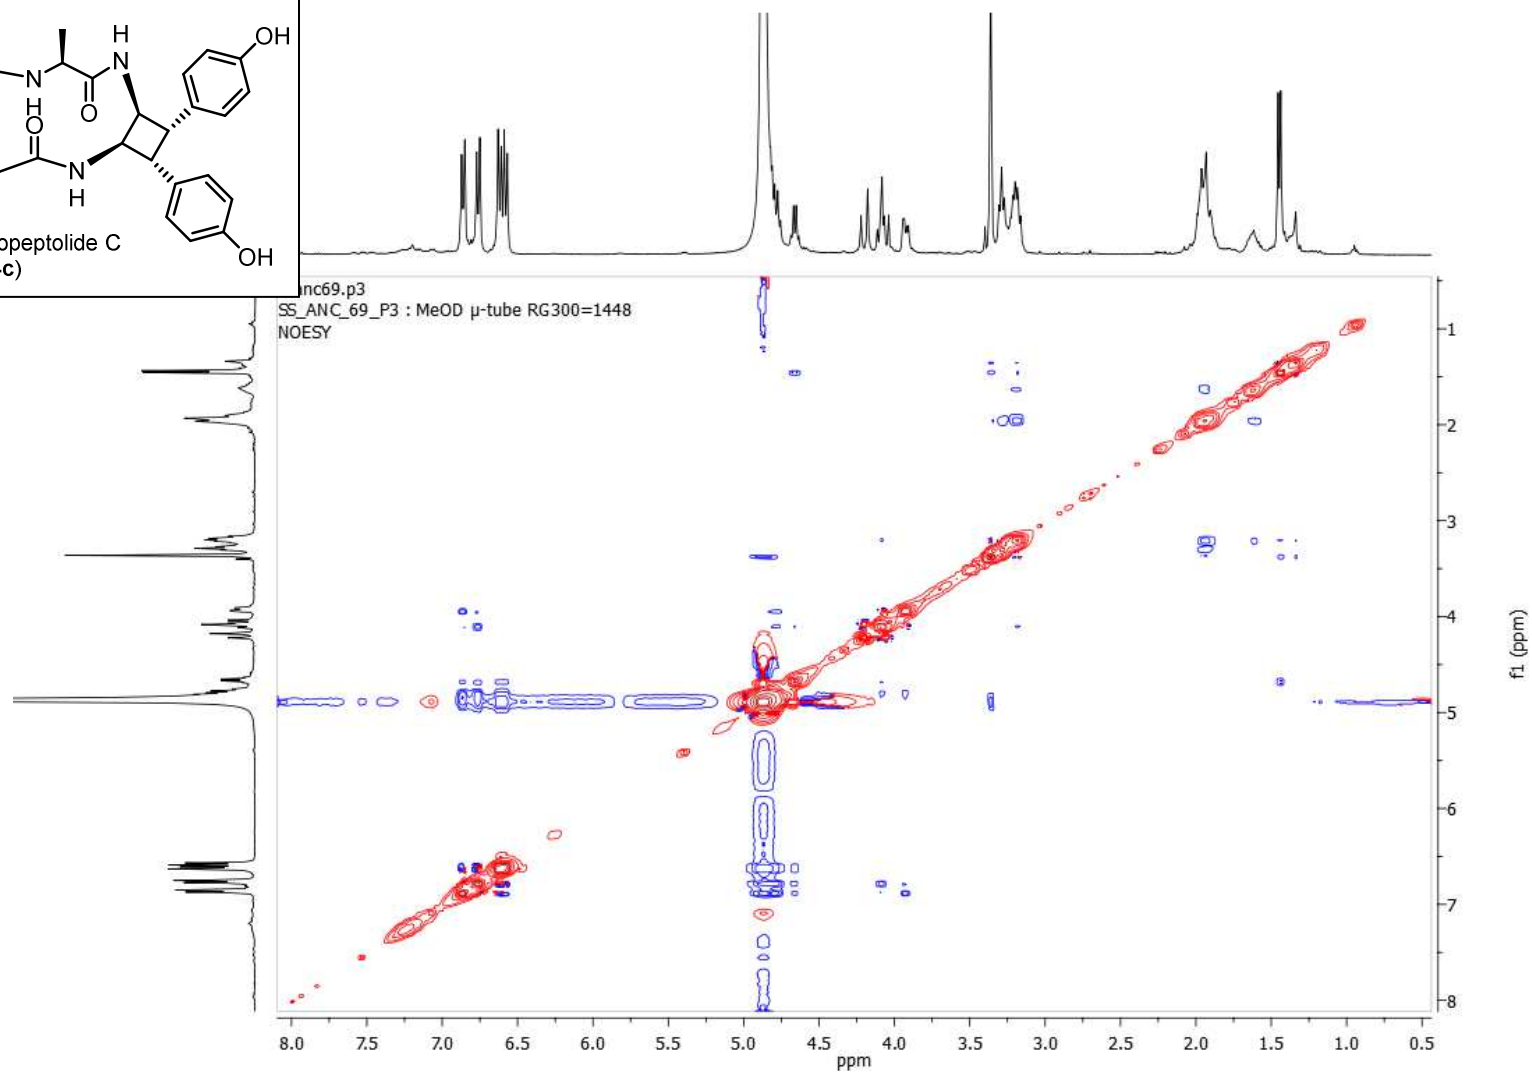 OH
H
N
N
H
O
O
O
N
H
OH
opeptolide C
c)
nc69.p3
SS_ANC_69_P3 : MeOD µ-tube RG300=1448
NOESY
1
2
3
4
5
6
7
8
f1 (ppm)
8.0 7.5 7.0 6.5 6.0 5.5 5.0 4.5 4.0 3.5 3.0 2.5 2.0 1.5 1.0 0.5
ppm